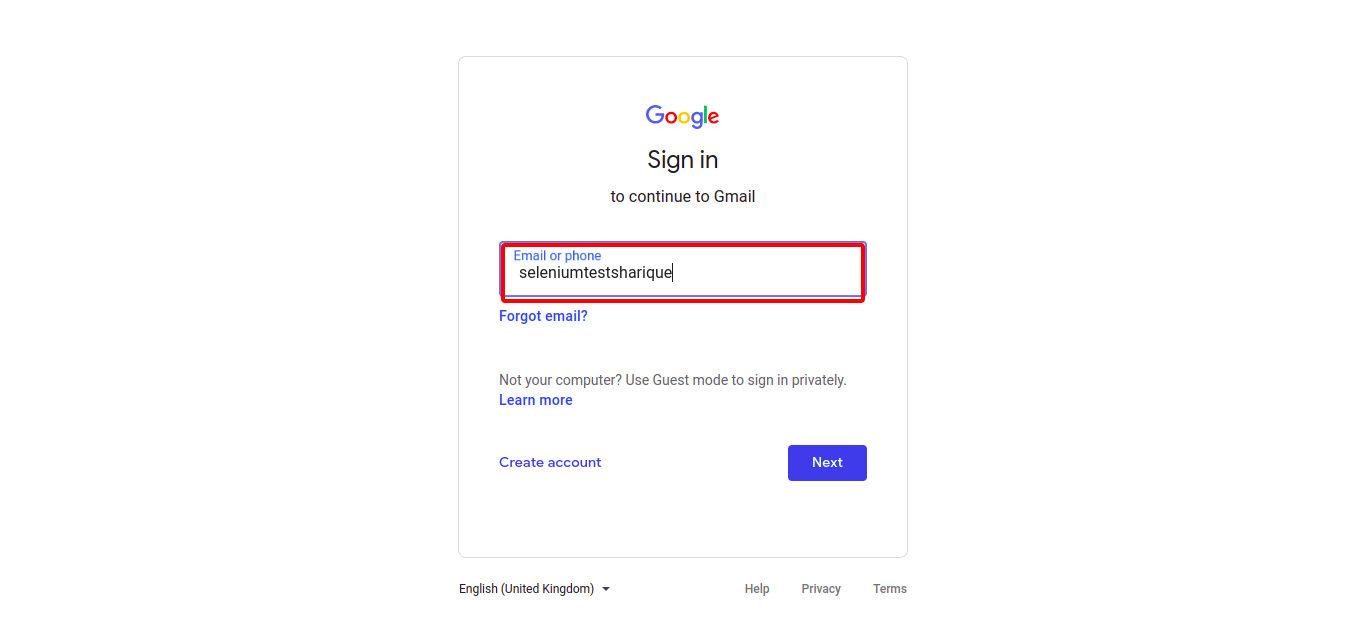 Google
Sign in
to continue to Gmail
Email or phone
seleniumtestsharique
Forgot email?
Not your computer? Use Guest mode to sign in privately.
Learn more
Create account
Next
English (United Kingdom)
Help
Privacy
Terms